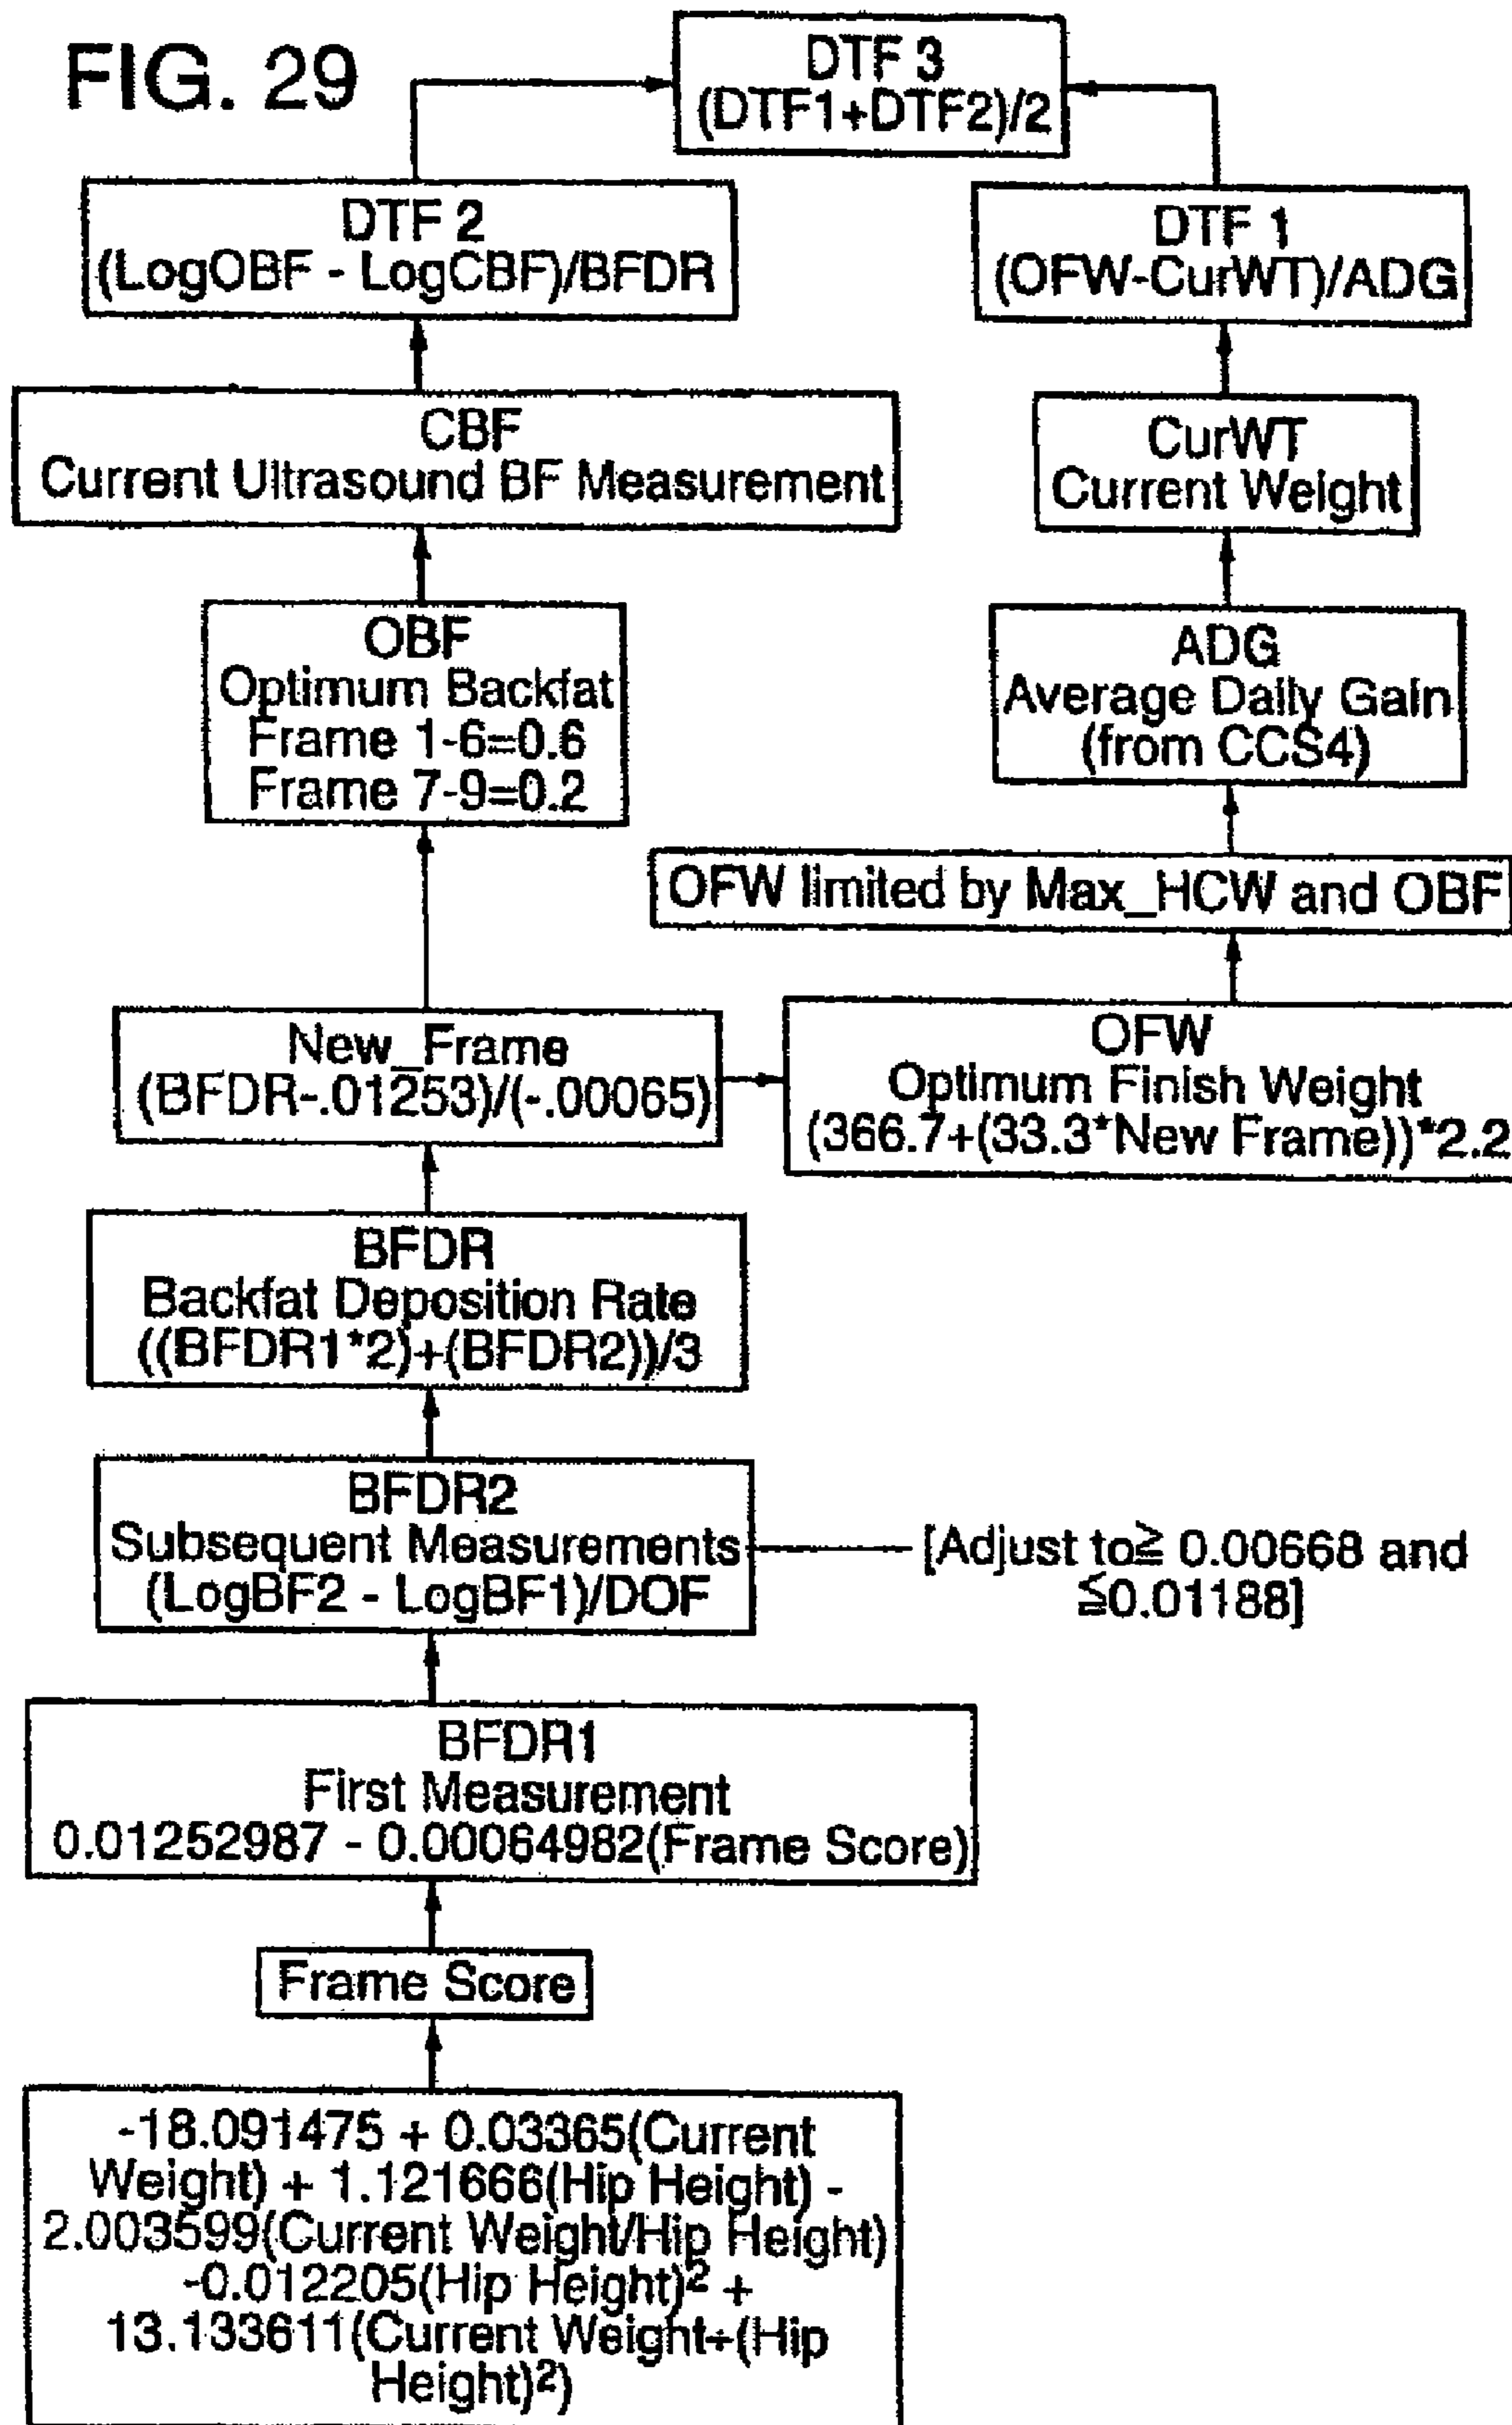 FIG. 29
DTF 3
(DTF1+DTF2)/2
DTF 2
(LogOBF - LogCBF)/BFDR
DTF 1
(OFW-CurWT)/ADG
CBF
Current Ultrasound BF Measurement
CurWT
Current Weight
OBF
Optimum Backfat
Frame 1-6=0.6
Frame 7-9=0.2
ADG
Average Daily Gain
(from CCS4)
OFW limited by Max_HCW and OBF
New_Frame
(BFDR-.01253)/(-.00065)
OFW
Optimum Finish Weight
(366.7+(33.3*New Frame))*2.2
BFDR
Backfat Deposition Rate
((BFDR1*2)+(BFDR2))/3
BFDR2
Subsequent Measurements
(LogBF2 - LogBF1)/DOF
[Adjust to≧ 0.00668 and
≦0.01188]
BFDR1
First Measurement
0.01252987 - 0.00064982(Frame Score)
Frame Score
-18.091475 + 0.03365(Current
Weight) + 1.121666(Hip Height) -
2.003599(Current Weight/Hip Height)
-0.012205(Hip Height)² +
13.133611(Current Weight÷(Hip
Height)²)